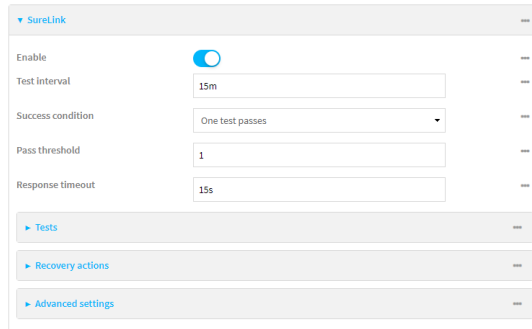 SureLink
Enable
Test interval
15m
Success condition
One test passes
Pass threshold
1
Response timeout
15s
Tests
Recovery actions
Advanced settings